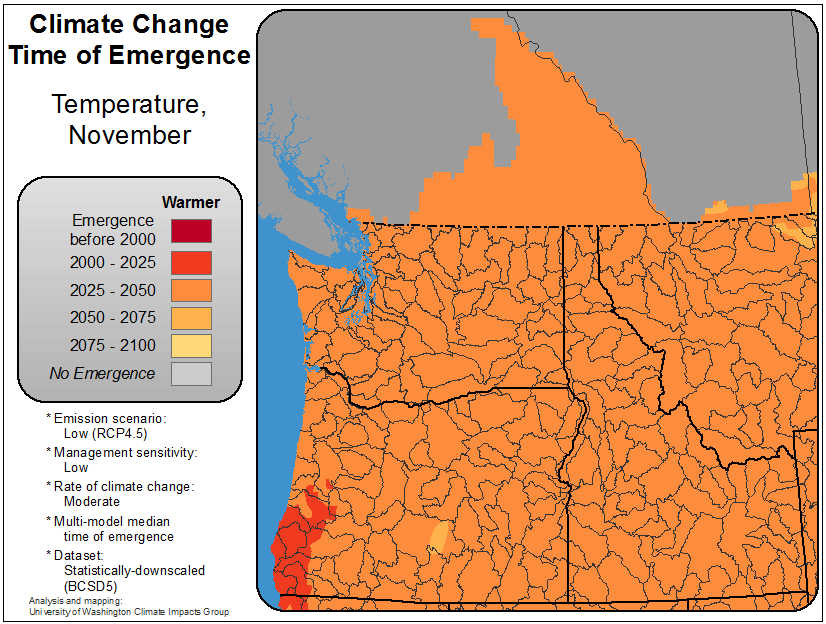 Climate Change
Time of Emergence
Temperature,
November
Warmer
Emergence
before 2000
2000 - 2025
2025 - 2050
2050 - 2075
2075 - 2100
No Emergence
* Emission scenario:
Low (RCP4.5)
* Management sensitivity:
Low
* Rate of climate change:
Moderate
* Multi-model median
time of emergence
* Dataset:
Statistically-downscaled
(BCSD5)
Analysis and mapping:
University of Washington Climate Impacts Group